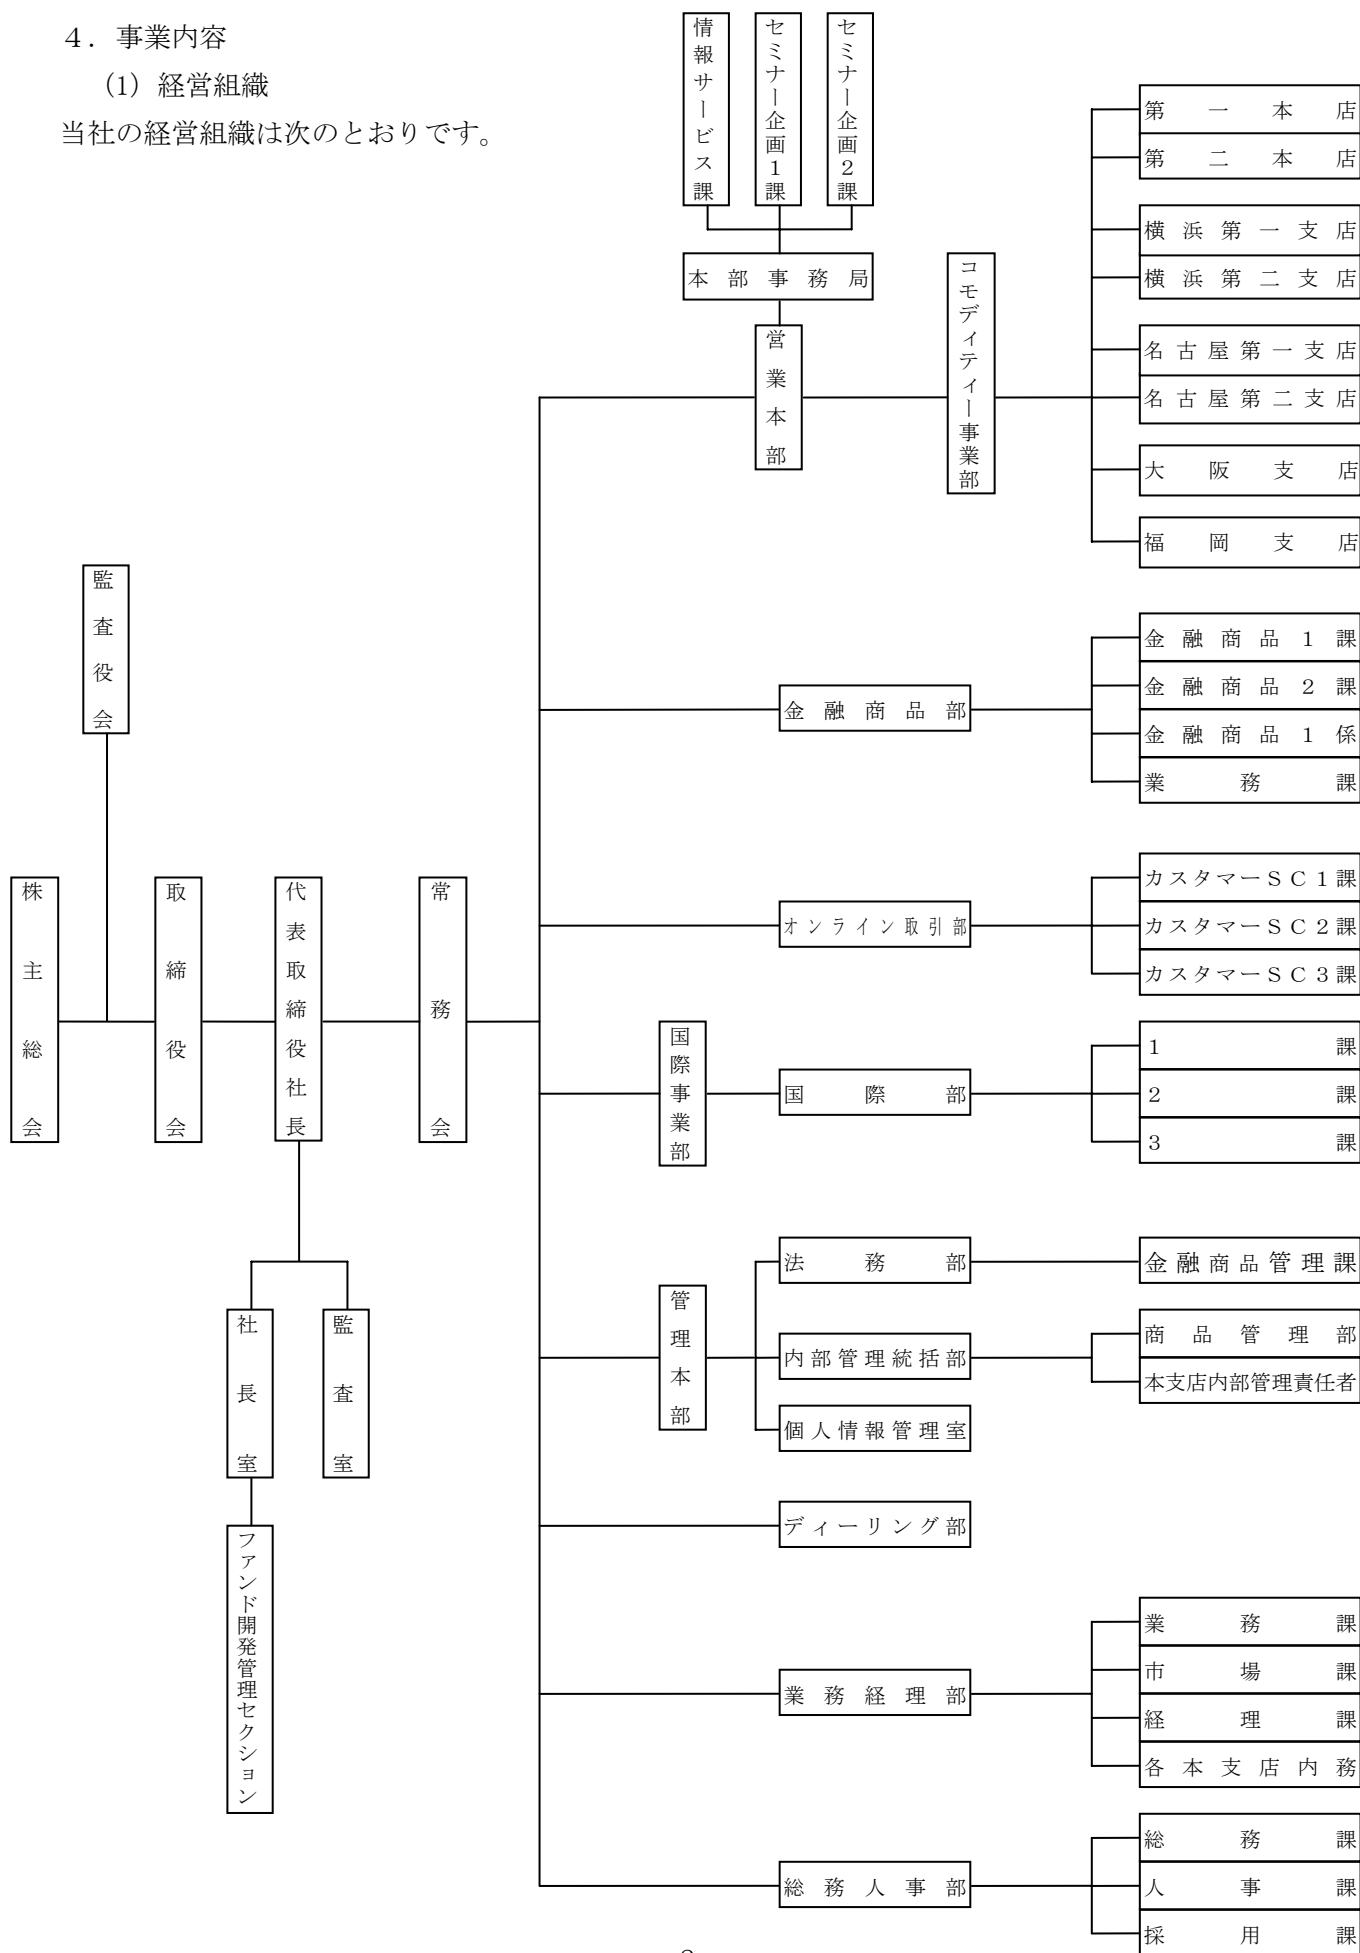 ４．事業内容
(1) 経営組織
当社の経営組織は次のとおりです。
情報サービス課
セミナー企画１課
セミナー企画２課
本部事務局
営業本部
コモディティー事業部
第一本店
第二本店
横浜第一支店
横浜第二支店
名古屋第一支店
名古屋第二支店
大阪支店
福岡支店
監査役会
株主総会
取締役会
代表取締役社長
常務会
社長室
監査室
ファンド開発管理セクション
金融商品部
金融商品１課
金融商品２課
金融商品１係
業務課
オンライン取引部
カスタマーＳＣ１課
カスタマーＳＣ２課
カスタマーＳＣ３課
国際事業部
国際部
１課
２課
３課
管理本部
法務部
金融商品管理課
内部管理統括部
商品管理部
本支店内部管理責任者
個人情報管理室
ディーリング部
業務経理部
業務課
市場課
経理課
各本支店内務
総務人事部
総務課
人事課
採用課